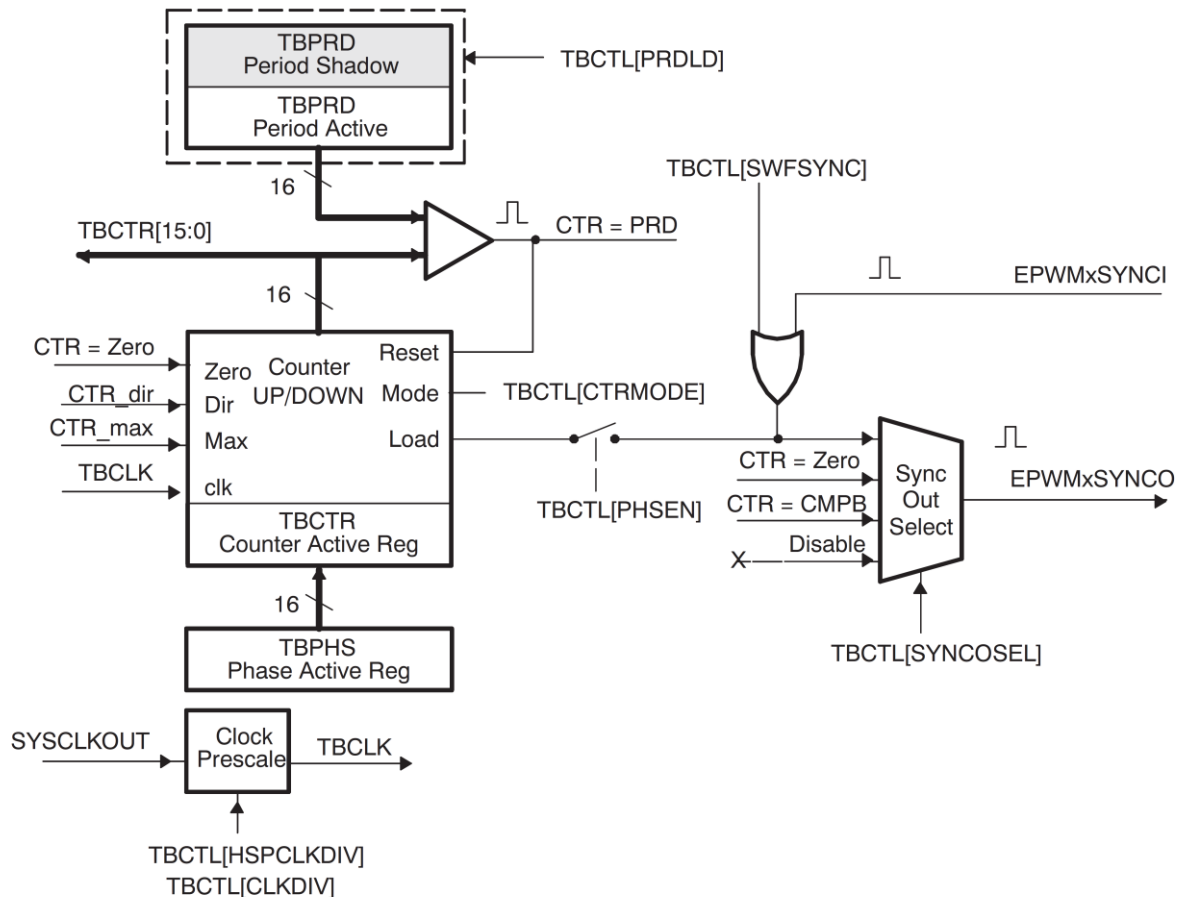 TBPRD
Period Shadow
TBCTL[PRDLD]
TBPRD
Period Active
16
TBCTL[SWFSYNC]
TBCTR[15:0]
CTR = PRD
EPWMxSYNCI
16
CTR = Zero
Reset
Zero
Counter
UP/DOWN
CTR_dir
Dir
Mode
TBCTL[CTRMODE]
CTR_max
Max
Load
CTR = Zero
TBCLK
clk
TBCTL[PHSEN]
CTR = CMPB
Sync
Out
Select
EPWMxSYNCO
TBCTR
Counter Active Reg
Disable
X
16
TBPHS
Phase Active Reg
TBCTL[SYNCOSEL]
SYSCLKOUT
Clock
Prescale
TBCLK
TBCTL[HSPCLKDIV]
TBCTL[CLKDIV]